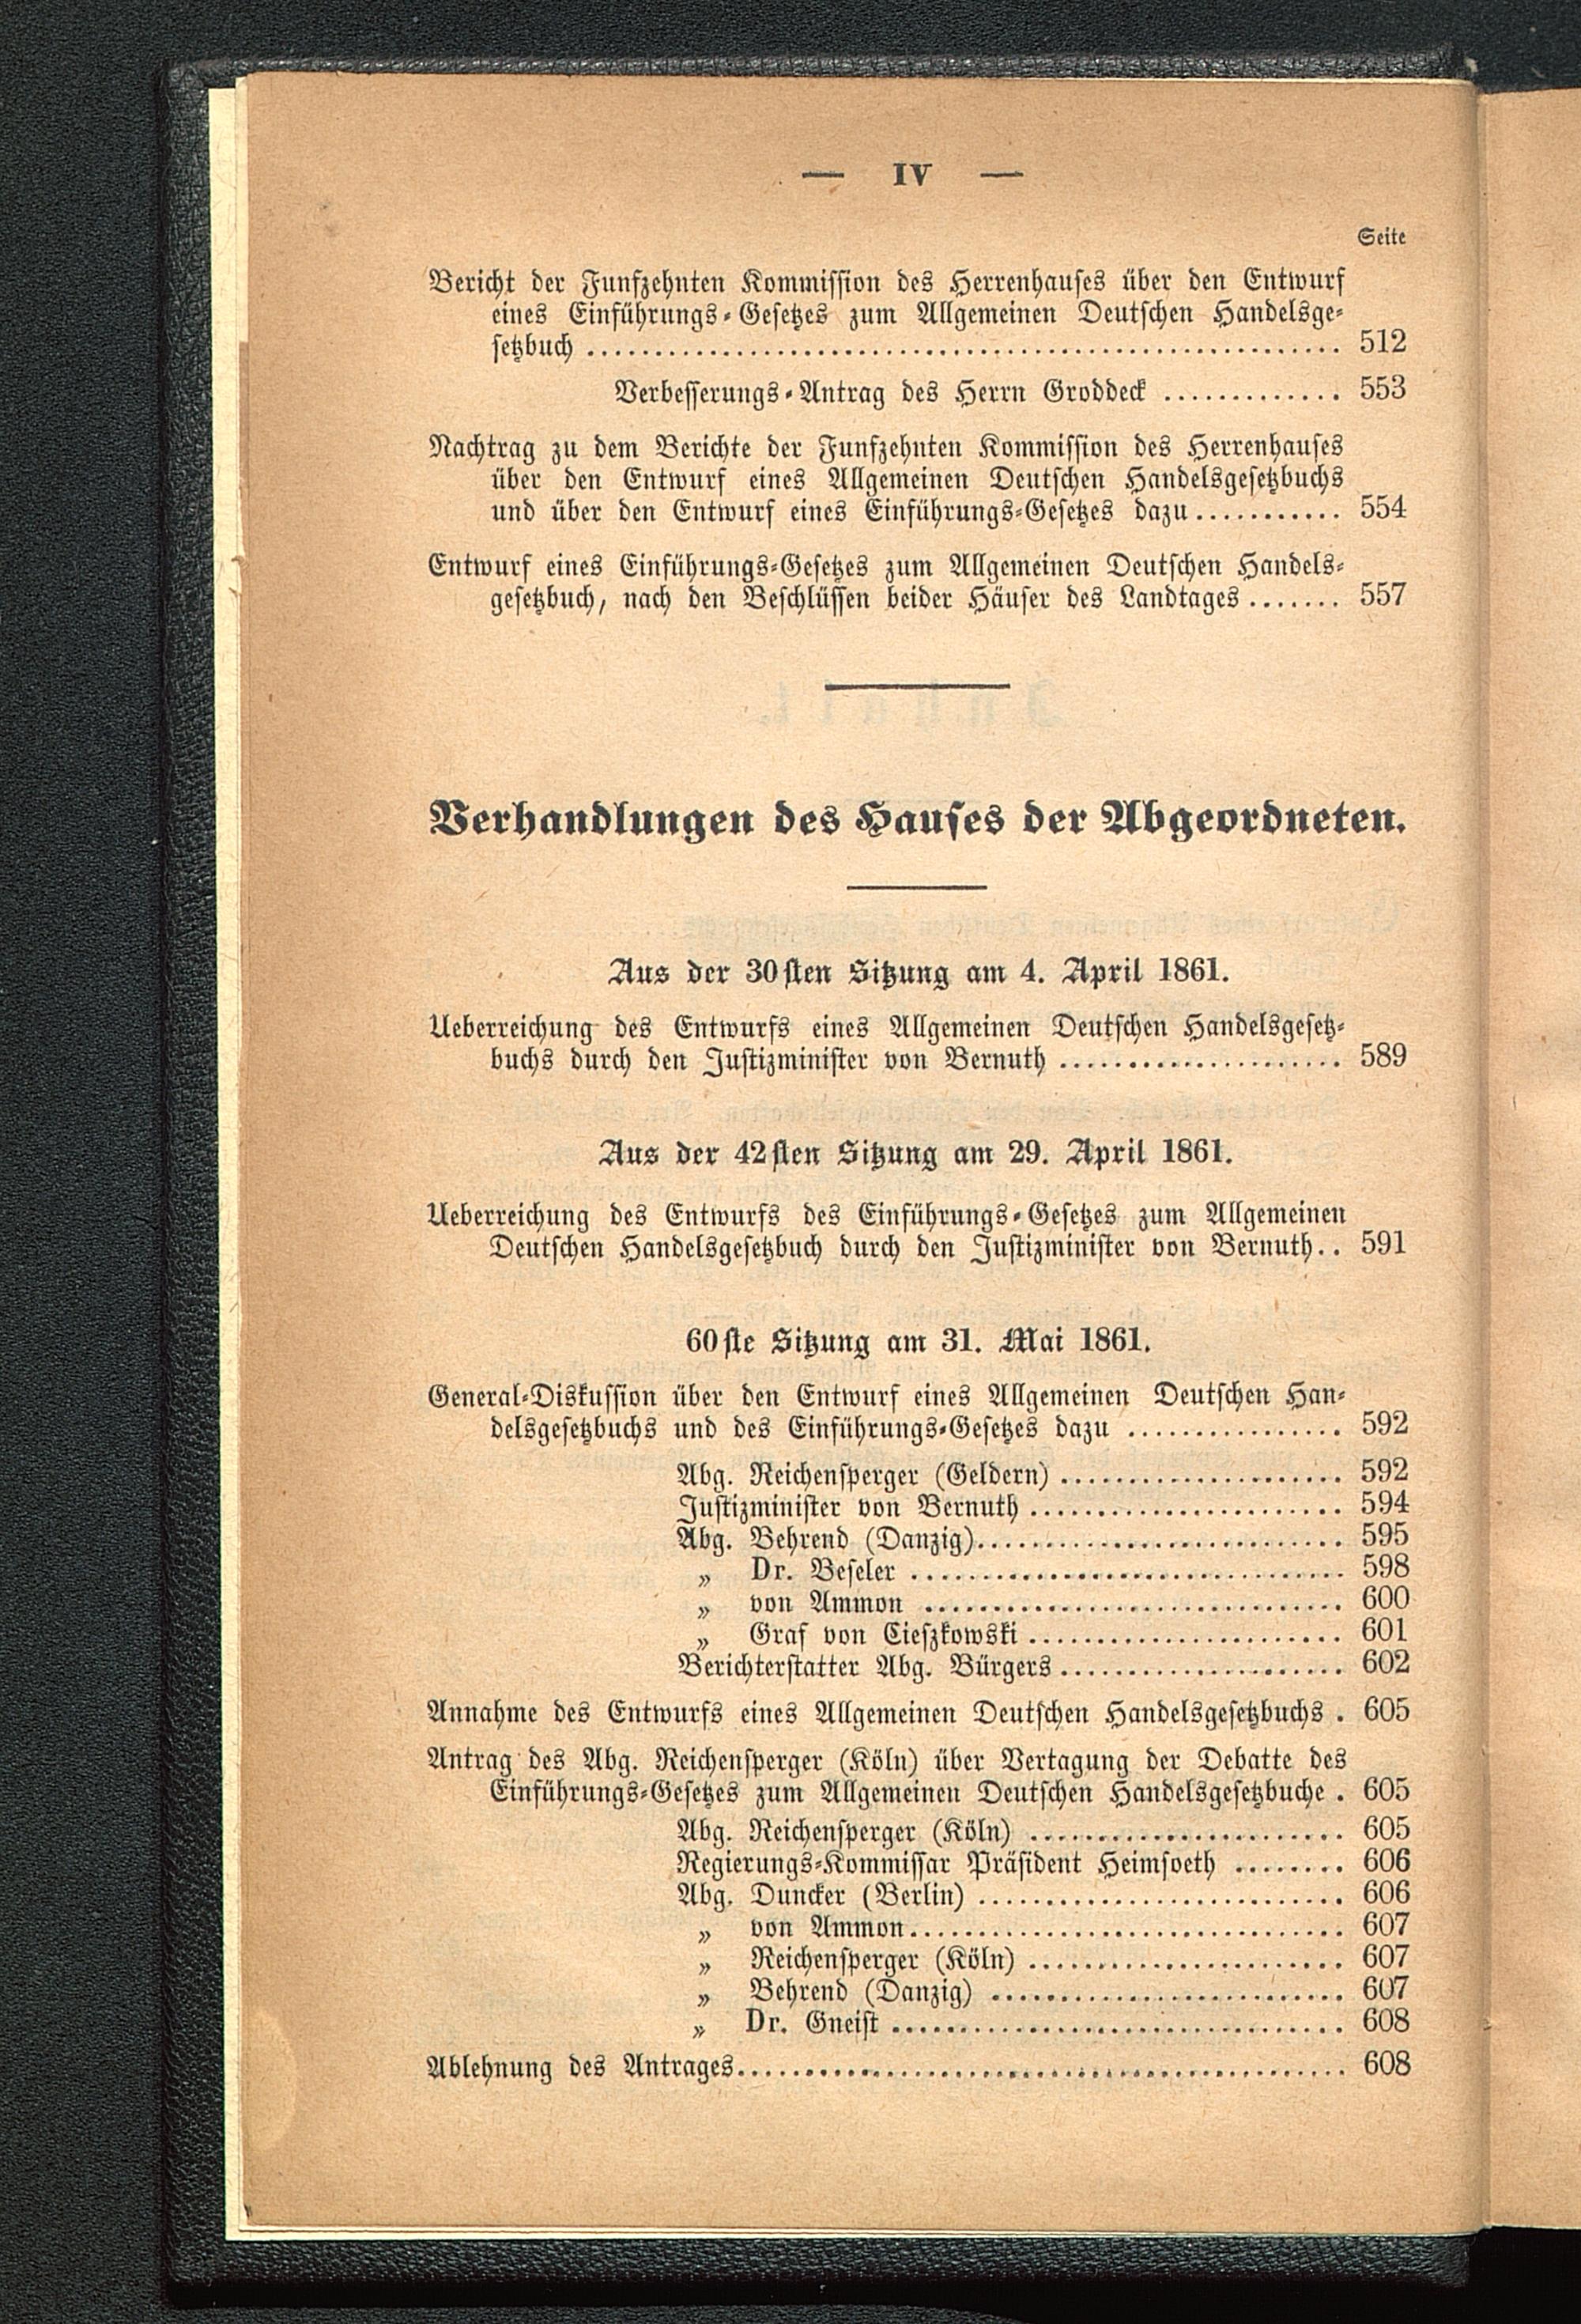 — IV —
Seite
Bericht der Funfzehnten Kommission des Herrenhauses über den Entwurf
eines Einführungs-Gesetzes zum Allgemeinen Deutschen Handelsge-
setzbuch ........................................................ 512
Verbesserungs-Antrag des Herrn Groddeck ............. 553
Nachtrag zu dem Berichte der Funfzehnten Kommission des Herrenhauses
über den Entwurf eines Allgemeinen Deutschen Handelsgesetzbuchs
und über den Entwurf eines Einführungs-Gesetzes dazu........... 554
Entwurf eines Einführungs-Gesetzes zum Allgemeinen Deutschen Handels-
gesetzbuch, nach den Beschlüssen beider Häuser des Landtages....... 557
Verhandlungen des Hauses der Abgeordneten.
Aus der 30sten Sitzung am 4. April 1861.
Ueberreichung des Entwurfs eines Allgemeinen Deutschen Handelsgesetz-
buchs durch den Justizminister von Bernuth ..................... 589
Aus der 42sten Sitzung am 29. April 1861.
Ueberreichung des Entwurfs des Einführungs-Gesetzes zum Allgemeinen
Deutschen Handelsgesetzbuch durch den Justizminister von Bernuth.. 591
60ste Sitzung am 31. Mai 1861.
General-Diskussion über den Entwurf eines Allgemeinen Deutschen Han-
delsgesetzbuchs und des Einführungs-Gesetzes dazu ................ 592
Abg. Reichensperger (Geldern) ..................... 592
Justizminister von Bernuth ....................... 594
Abg. Behrend (Danzig)........................... 595
„ Dr. Beseler ................................ 598
„ von Ammon ............................... 600
„ Graf von Cieszkowski ....................... 601
Berichterstatter Abg. Bürgers ..................... 602
Annahme des Entwurfs eines Allgemeinen Deutschen Handelsgesetzbuchs . 605
Antrag des Abg. Reichensperger (Köln) über Vertagung der Debatte des
Einführungs-Gesetzes zum Allgemeinen Deutschen Handelsgesetzbuche . 605
Abg. Reichensperger (Köln) ....................... 605
Regierungs-Kommissar Präsident Heimsoeth ........ 606
Abg. Duncker (Berlin) ........................... 606
„ von Ammon................................ 607
„ Reichensperger (Köln) ....................... 607
„ Behrend (Danzig) .......................... 607
„ Dr. Gneist ................................. 608
Ablehnung des Antrages............................................. 608